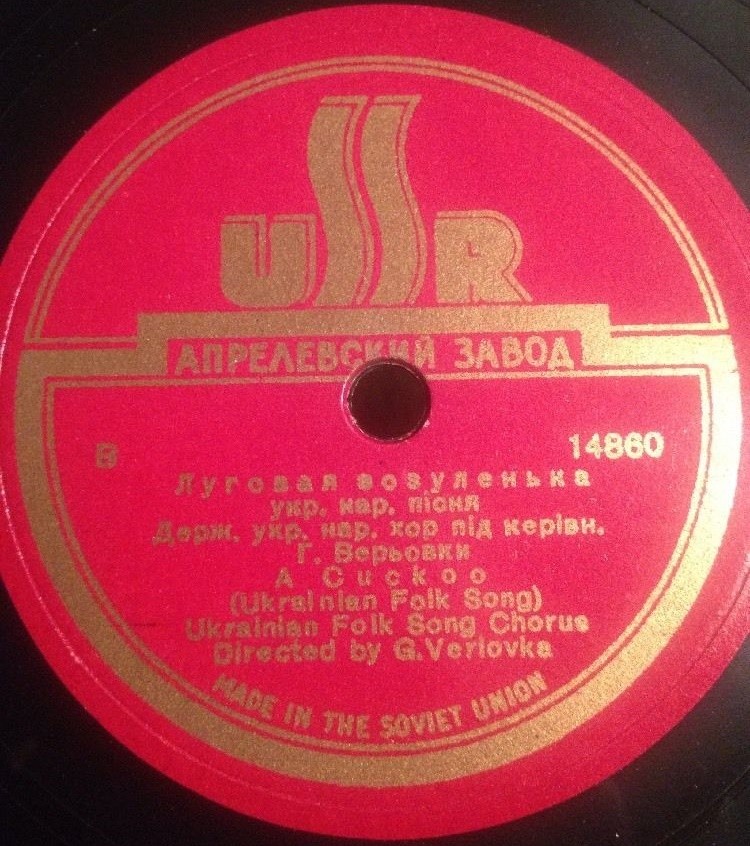 USSR
АПРЕЛЕВСКИЙ ЗАВОД
В 14860
Луговая возуленька
укр. нар. пісня
Держ. укр. нар. хор під керівн.
Г. Верьовки
A Cuckoo
(Ukrainian Folk Song)
Ukrainian Folk Song Chorus
Directed by G.Veriovka
MADE IN THE SOVIET UNION